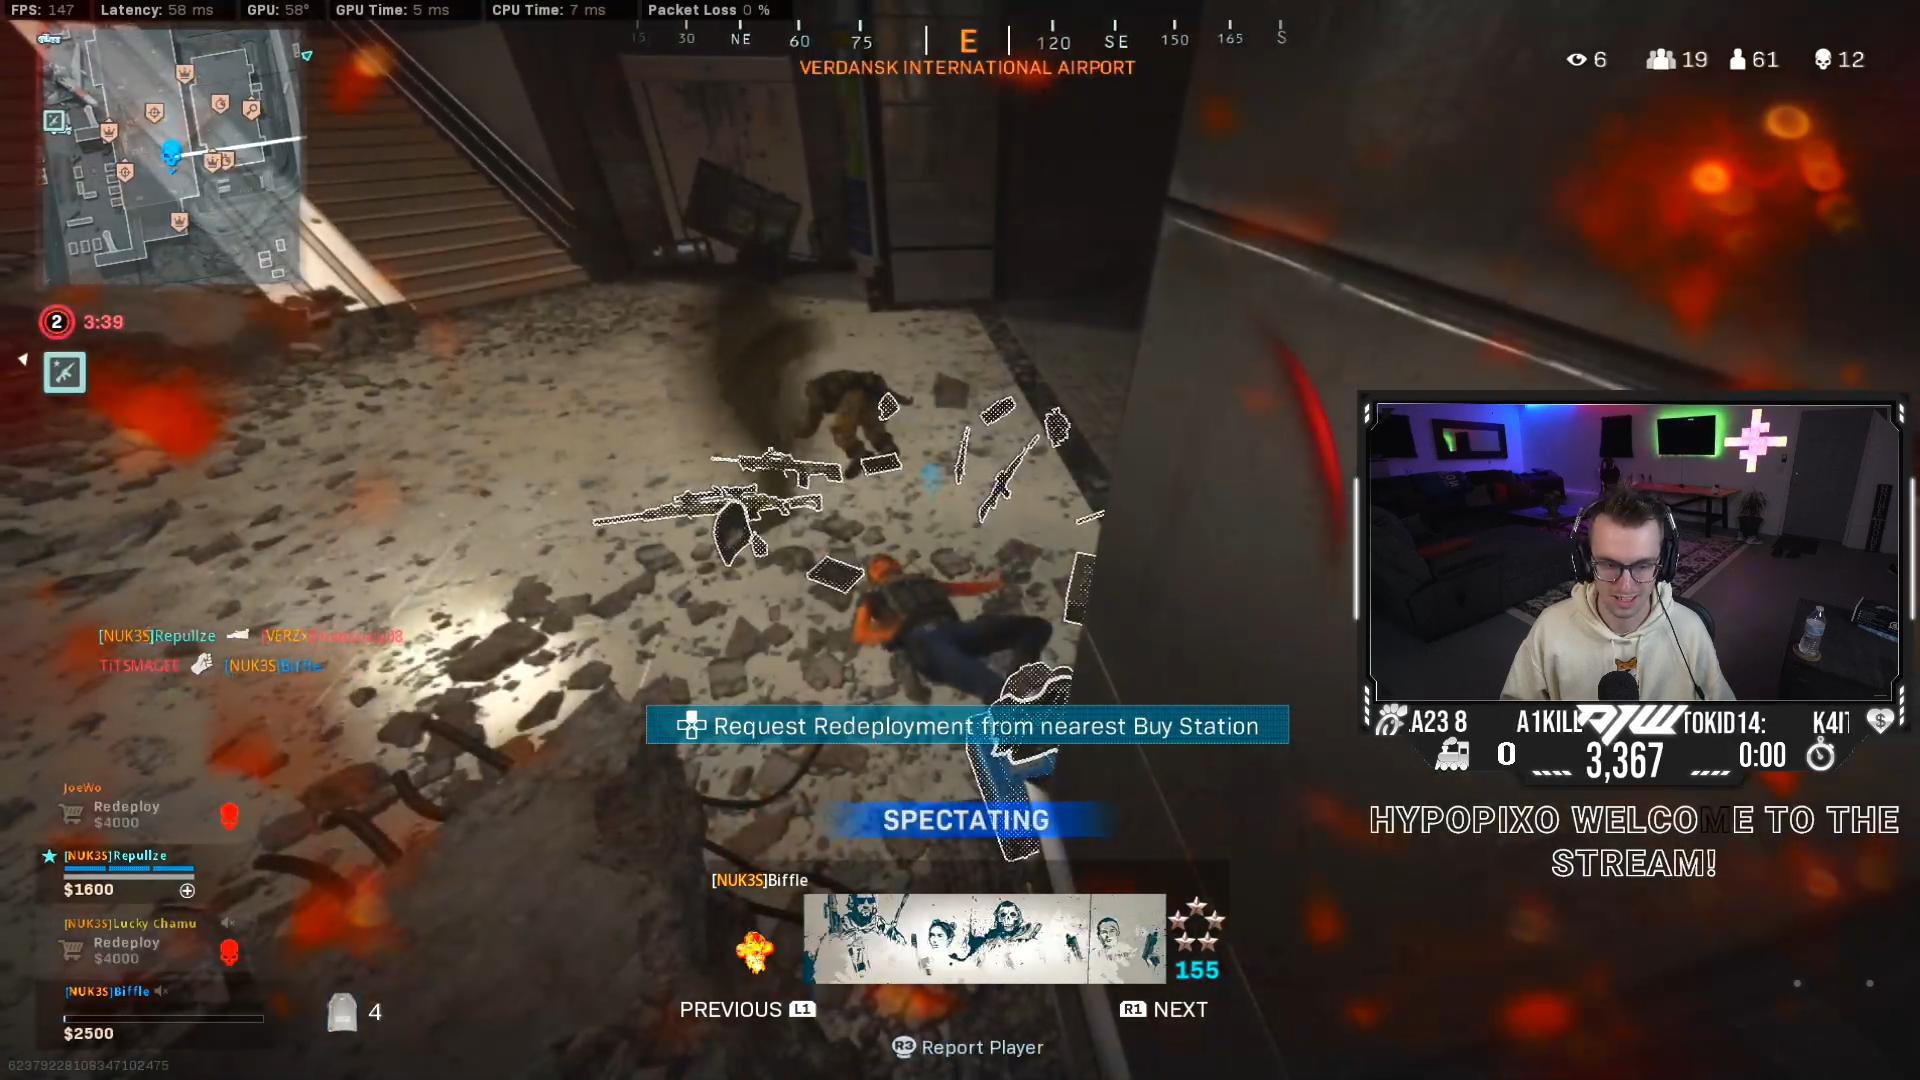 FPS: 147 Latency: 58 ms GPU: 58° GPU Time: 5 ms CPU Time: 7 ms Packet Loss 0 %
15 30 NE 60 75 E 120 SE 150 165 S
VERDANSK INTERNATIONAL AIRPORT
6 19 61 12
2 3:39
[NUK3S]Repullze
TiTSMAGEE [NUK3S]Biffle
Request Redeployment from nearest Buy Station
SPECTATING
[NUK3S]Biffle
155
PREVIOUS L1
R1 NEXT
R3 Report Player
JoeWo
Redeploy
$4000
[NUK3S]Repullze
$1600
[NUK3S]Lucky Chamu
Redeploy
$4000
[NUK3S]Biffle
$2500
4
62379228108347102475
A23 8 A1KILL TOKID14: K4I
0 3,367 0:00
HYPOPIXO WELCOME TO THE
STREAM!